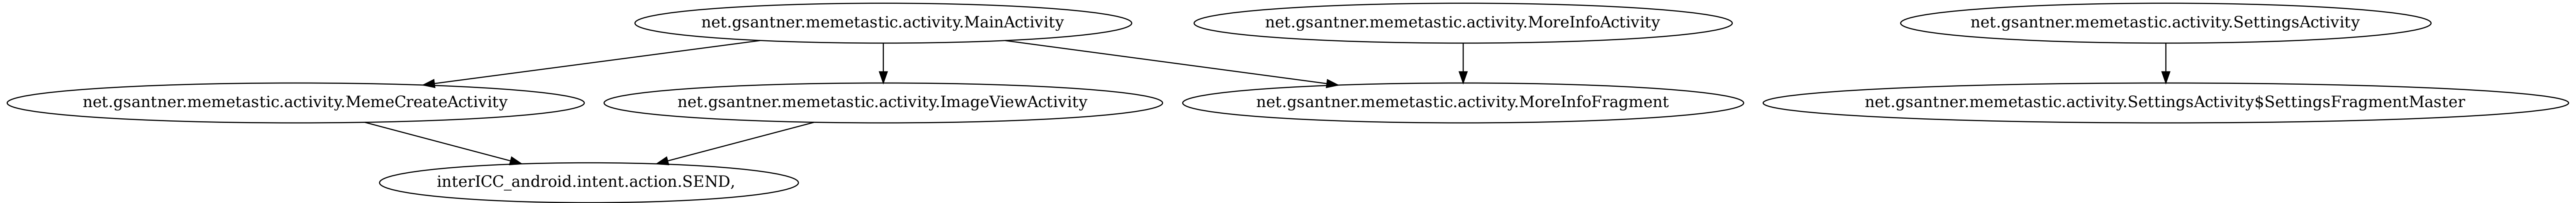 net.gsantner.memetastic.activity.MainActivity
net.gsantner.memetastic.activity.MoreInfoActivity
net.gsantner.memetastic.activity.SettingsActivity
net.gsantner.memetastic.activity.MemeCreateActivity
net.gsantner.memetastic.activity.ImageViewActivity
net.gsantner.memetastic.activity.MoreInfoFragment
net.gsantner.memetastic.activity.SettingsActivity$SettingsFragmentMaster
interICC_android.intent.action.SEND,